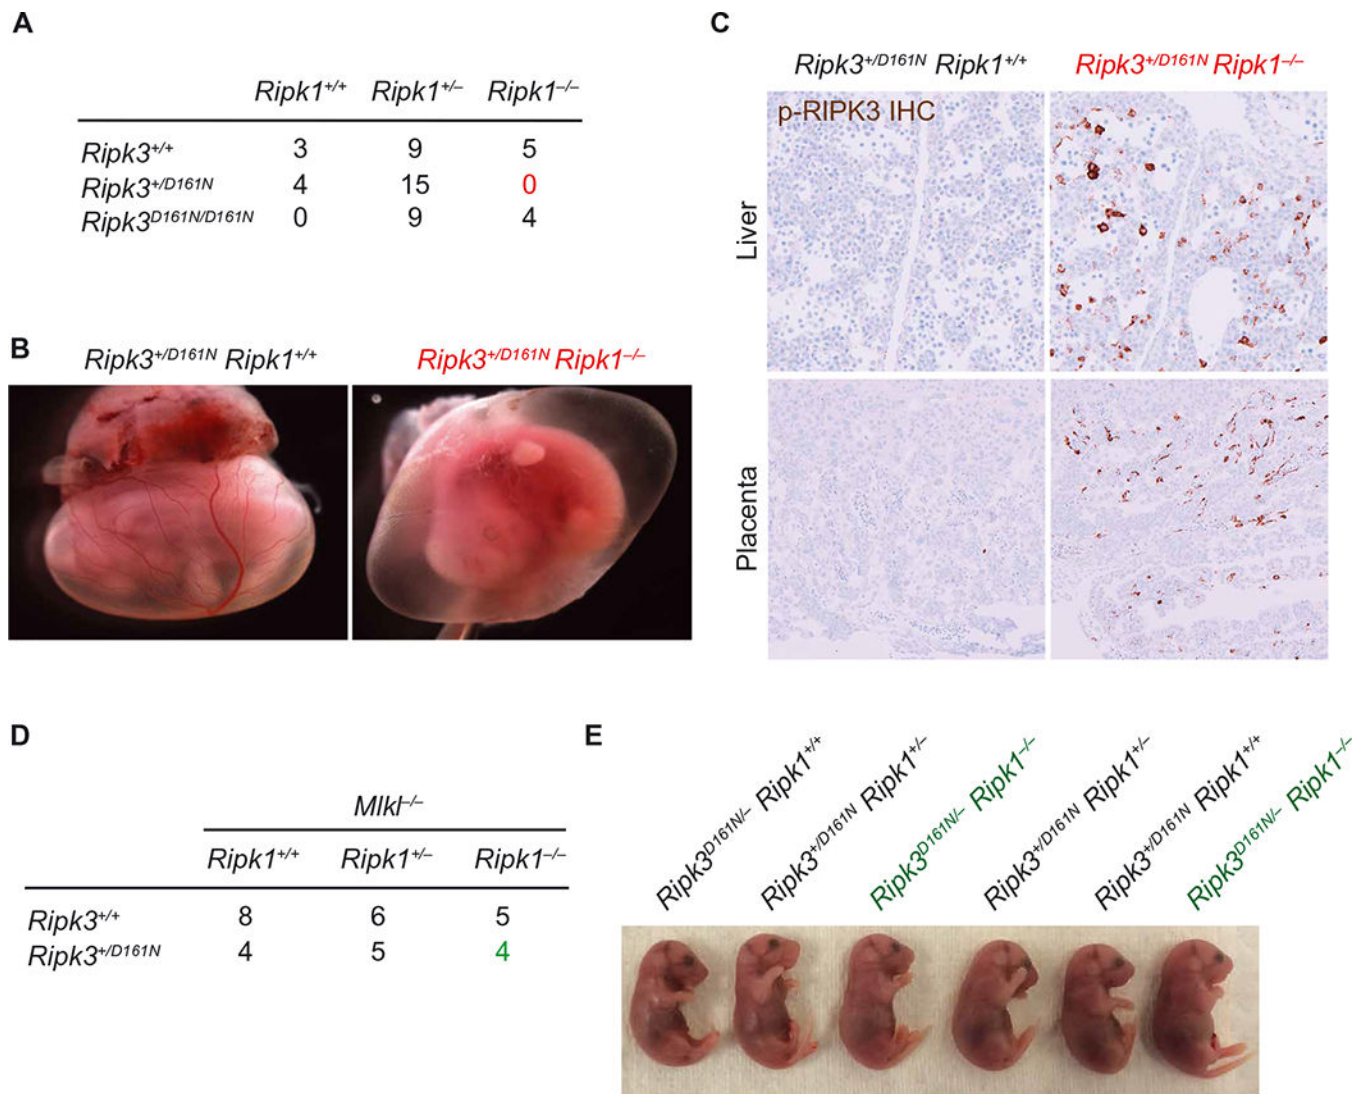 A
Ripk1+/+ Ripk1+/– Ripk1–/–
Ripk3+/+ 3 9 5
Ripk3+/D161N 4 15 0
Ripk3D161N/D161N 0 9 4
B
Ripk3+/D161N Ripk1+/+ Ripk3+/D161N Ripk1–/–
C
Ripk3+/D161N Ripk1+/+ Ripk3+/D161N Ripk1–/–
p-RIPK3 IHC
Liver
Placenta
D
Mlkl–/–
Ripk1+/+ Ripk1+/– Ripk1–/–
Ripk3+/+ 8 6 5
Ripk3+/D161N 4 5 4
E
Ripk3D161N/– Ripk1+/+
Ripk3+/D161N Ripk1+/–
Ripk3D161N/– Ripk1–/–
Ripk3+/D161N Ripk1+/–
Ripk3+/D161N Ripk1+/+
Ripk3D161N/– Ripk1–/–